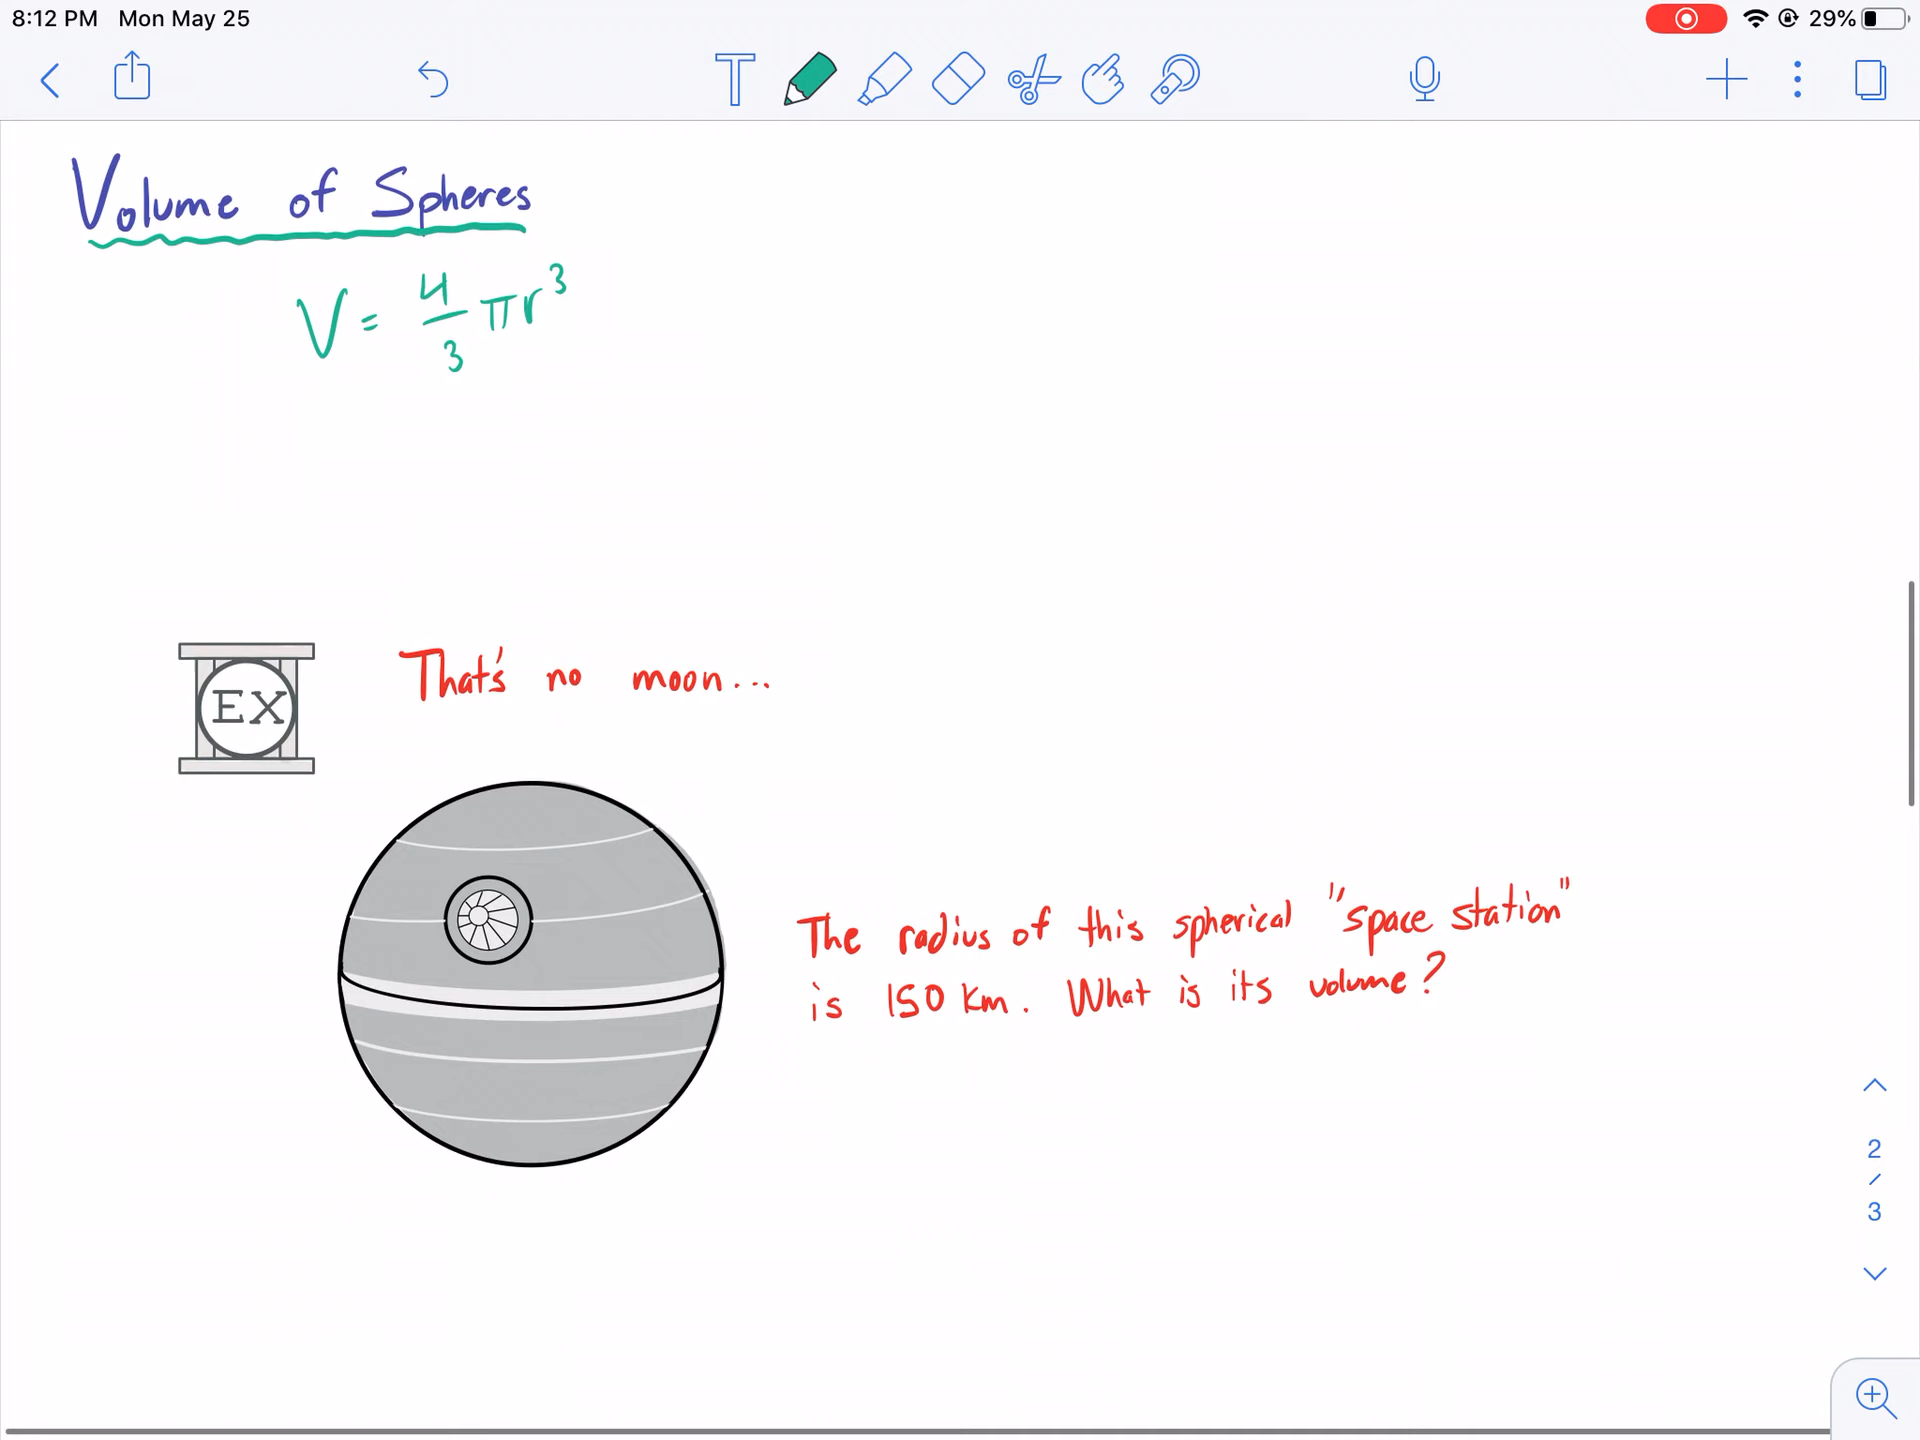 8:12 PM Mon May 25 29%
Volume of Spheres
V = 4/3 πr³
EX
That's no moon...
The radius of this spherical "space station"
is 150 km. What is its volume?
2
/
3